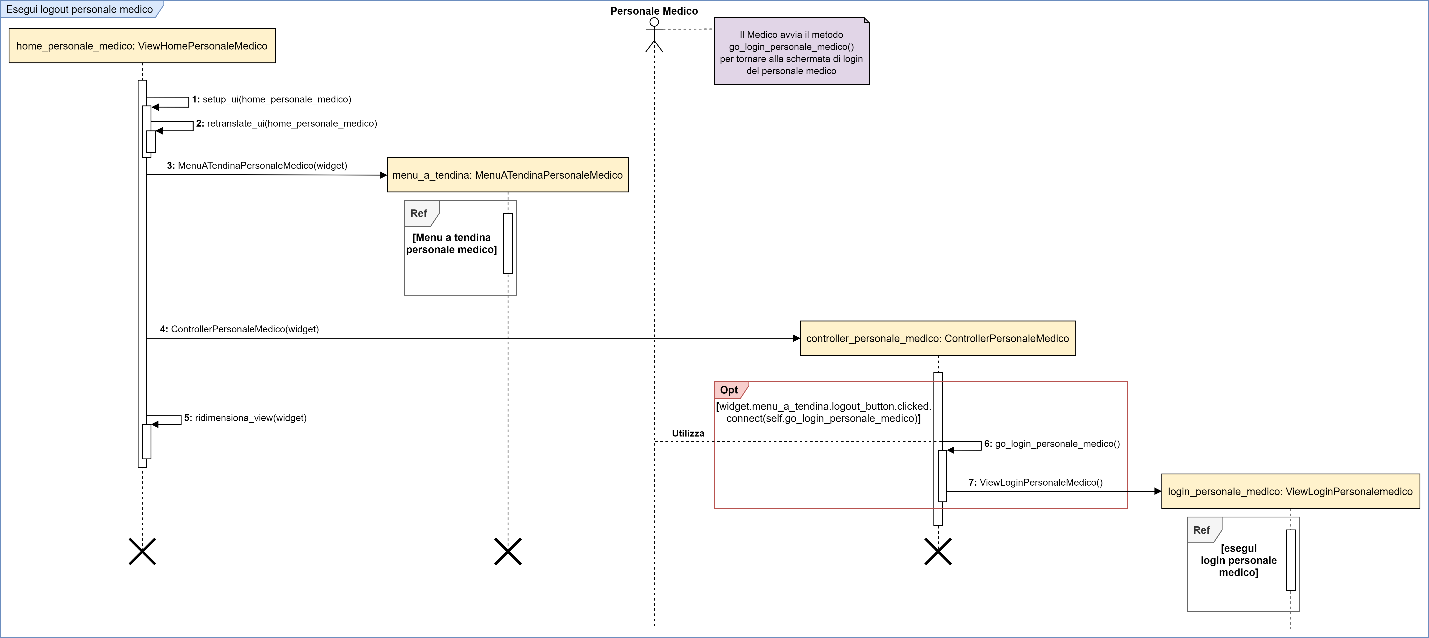 Esegui logout personale medico
Personale Medico
home_personale_medico: ViewHomePersonaleMedico
Il Medico avvia il metodo
go_login_personale_medico()
per tornare alla schermata di login
del personale medico
1: setup_ui(home_personale_medico)
2: retranslate_ui(home_personale_medico)
3: MenuATendinaPersonaleMedico(widget)
menu_a_tendina: MenuATendinaPersonaleMedico
Ref
[Menu a tendina
personale medico]
4: ControllerPersonaleMedico(widget)
controller_personale_medico: ControllerPersonaleMedico
Opt
[widget.menu_a_tendina.logout_button.clicked.
connect(self.go_login_personale_medico)]
5: ridimensiona_view(widget)
Utilizza
6: go_login_personale_medico()
7: ViewLoginPersonaleMedico()
login_personale_medico: ViewLoginPersonalemedico
Ref
[esegui
login personale
medico]